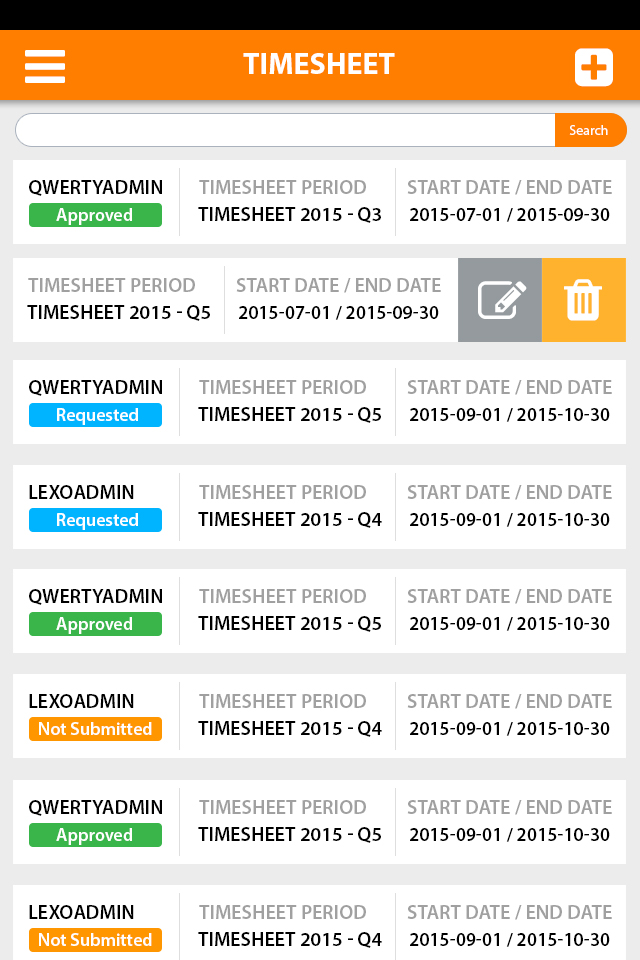 TIMESHEET
Search
QWERTYADMIN TIMESHEET PERIOD START DATE / END DATE
Approved TIMESHEET 2015 - Q3 2015-07-01 / 2015-09-30
TIMESHEET PERIOD START DATE / END DATE
TIMESHEET 2015 - Q5 2015-07-01 / 2015-09-30
QWERTYADMIN TIMESHEET PERIOD START DATE / END DATE
Requested TIMESHEET 2015 - Q5 2015-09-01 / 2015-10-30
LEXOADMIN TIMESHEET PERIOD START DATE / END DATE
Requested TIMESHEET 2015 - Q4 2015-09-01 / 2015-10-30
QWERTYADMIN TIMESHEET PERIOD START DATE / END DATE
Approved TIMESHEET 2015 - Q5 2015-09-01 / 2015-10-30
LEXOADMIN TIMESHEET PERIOD START DATE / END DATE
Not Submitted TIMESHEET 2015 - Q4 2015-09-01 / 2015-10-30
QWERTYADMIN TIMESHEET PERIOD START DATE / END DATE
Approved TIMESHEET 2015 - Q5 2015-09-01 / 2015-10-30
LEXOADMIN TIMESHEET PERIOD START DATE / END DATE
Not Submitted TIMESHEET 2015 - Q4 2015-09-01 / 2015-10-30